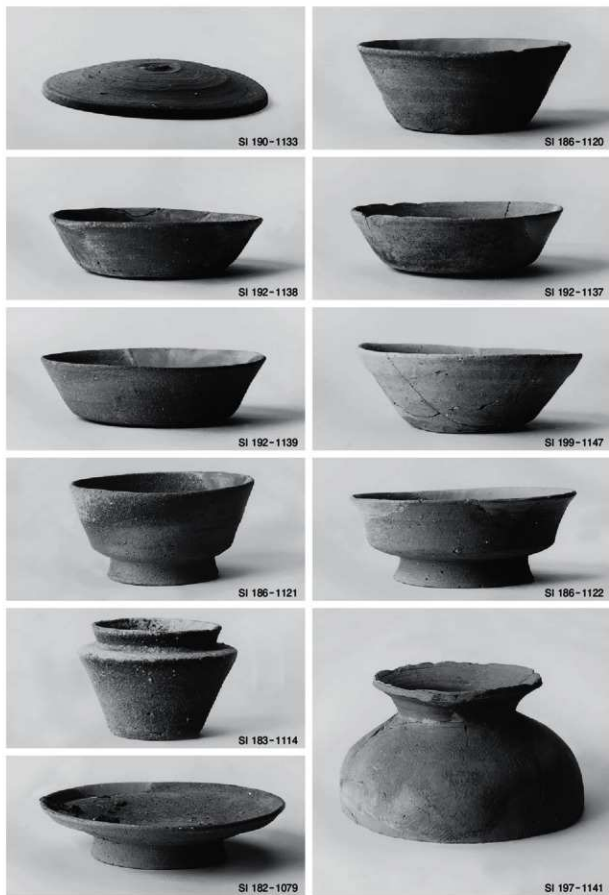 SI 190-1133
SI 186-1120
SI 192-1138
SI 192-1137
SI 192-1139
SI 199-1147
SI 186-1121
SI 186-1122
SI 183-1114
SI 182-1079
SI 197-1141